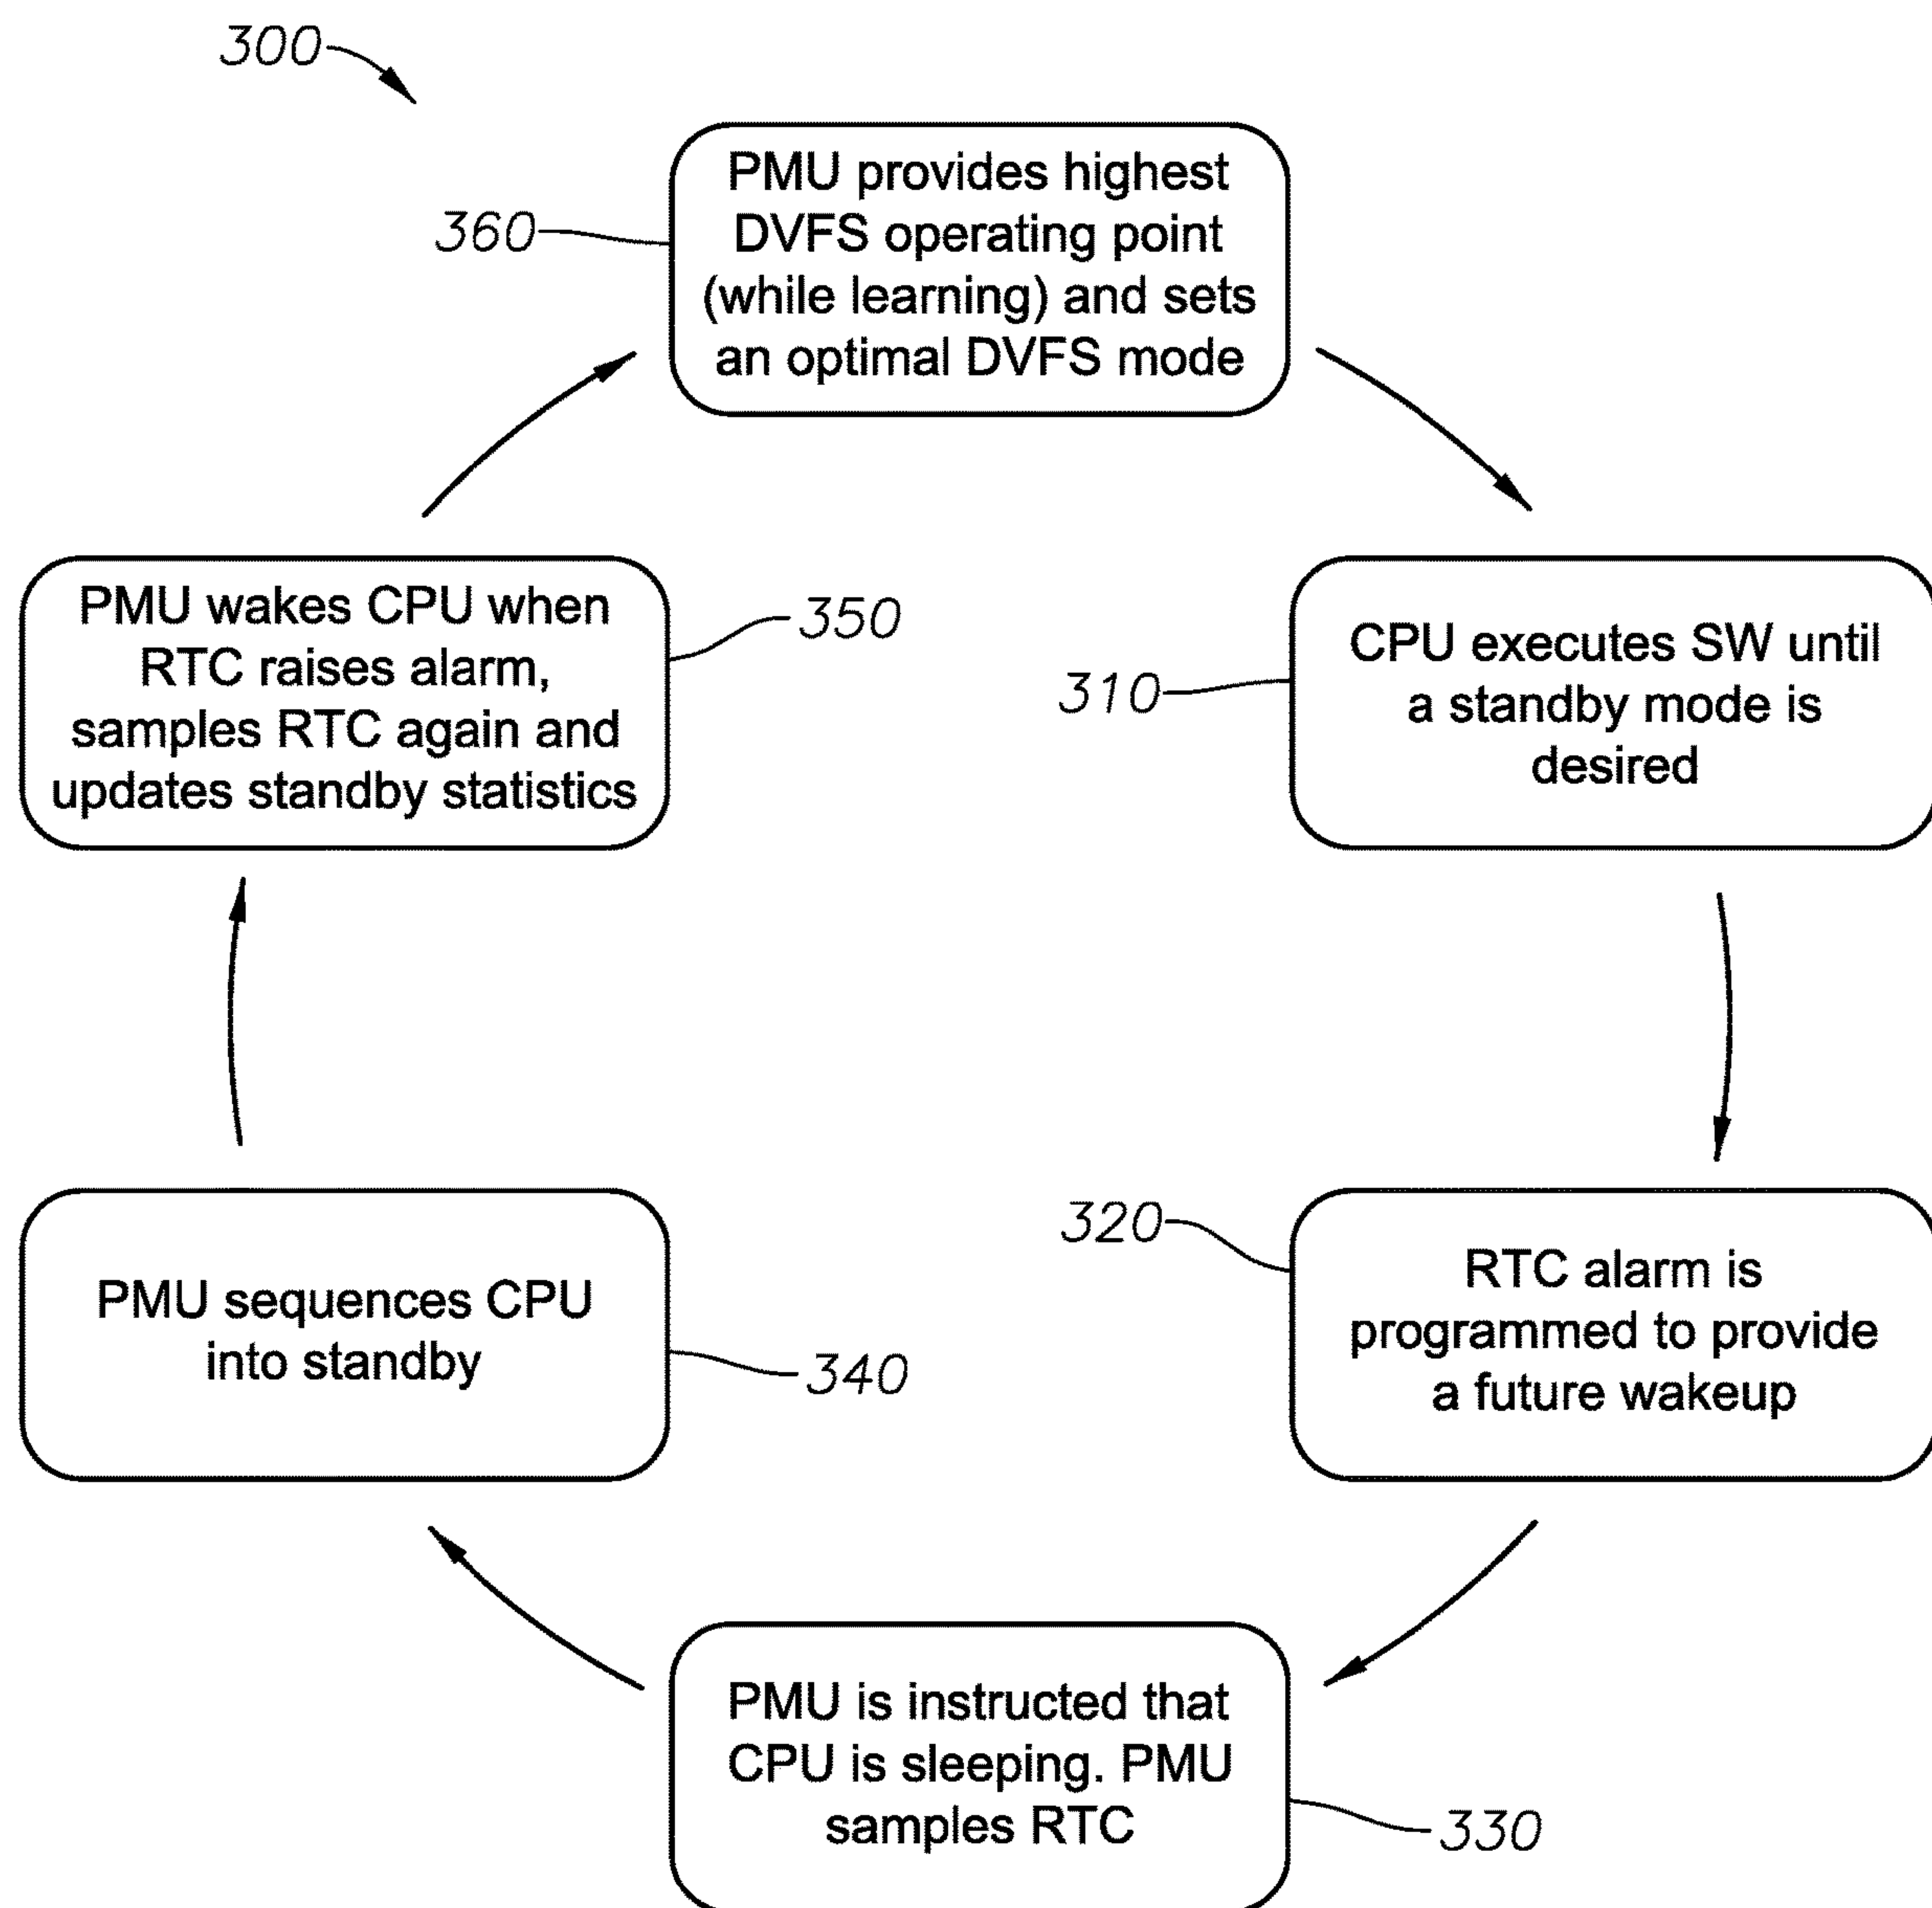 300
PMU provides highest
DVFS operating point
(while learning) and sets
an optimal DVFS mode
360
PMU wakes CPU when
RTC raises alarm,
samples RTC again and
updates standby statistics
350
CPU executes SW until
a standby mode is
desired
310
PMU sequences CPU
into standby
340
RTC alarm is
programmed to provide
a future wakeup
320
PMU is instructed that
CPU is sleeping. PMU
samples RTC
330